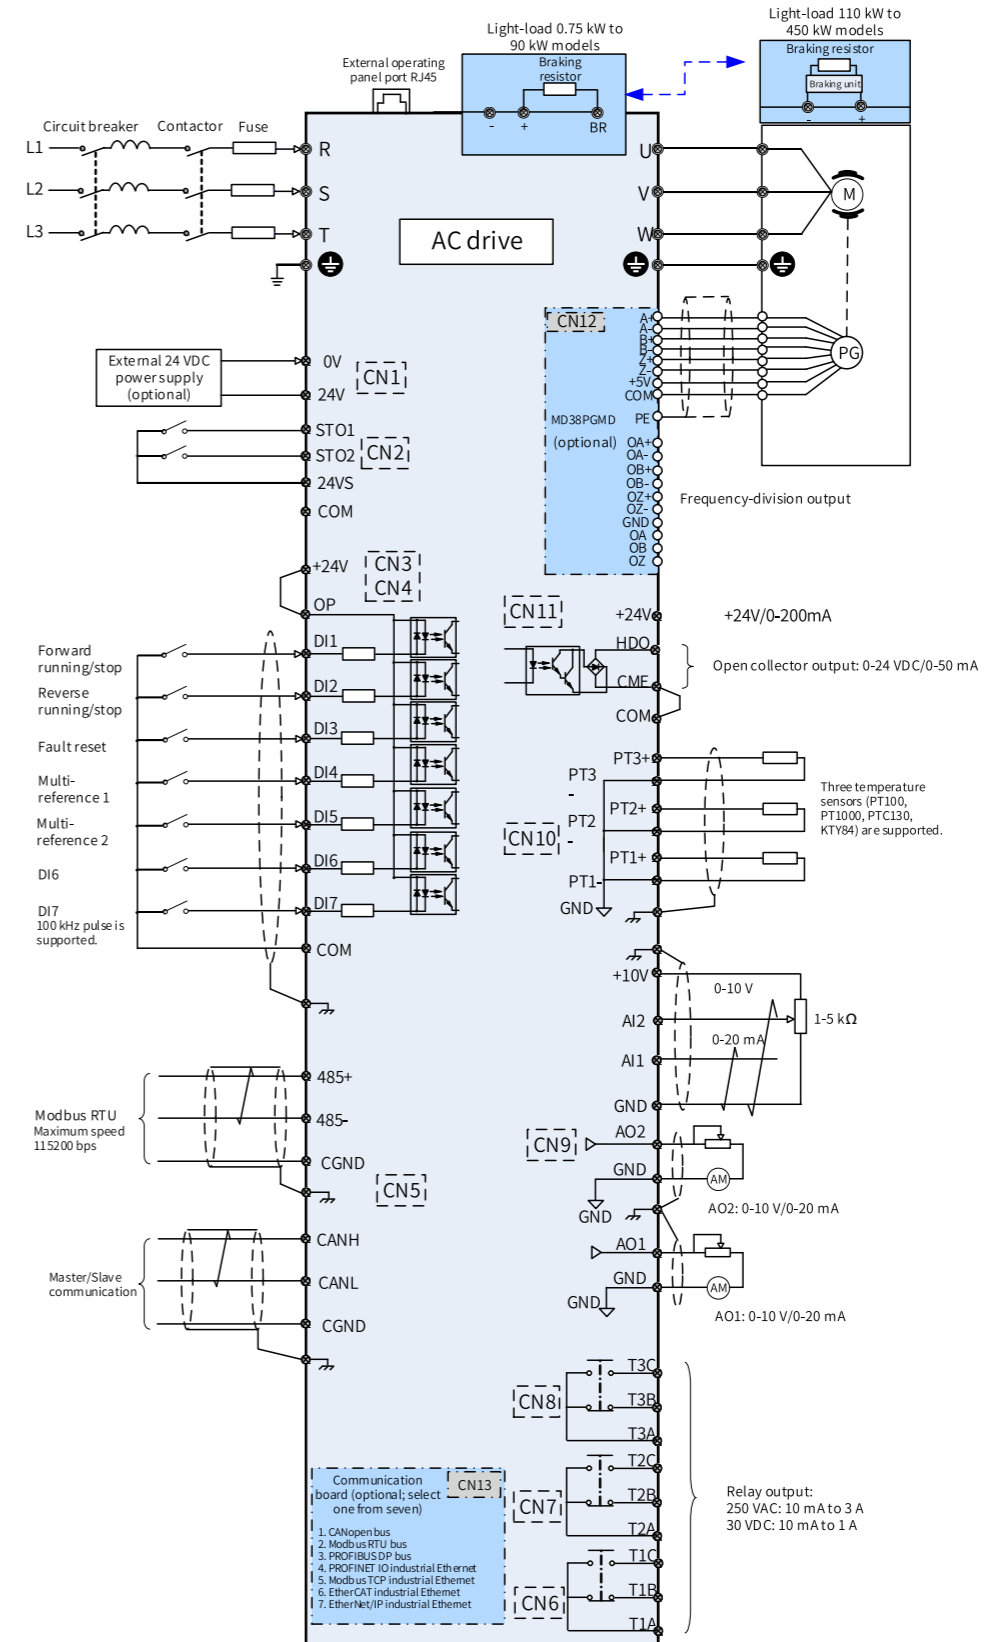 Light-load 0.75 kW to
90 kW models
Light-load 110 kW to
450 kW models
External operating
panel port RJ45
Braking
resistor
-
+
BR
Braking resistor
Braking unit
-
+
Circuit breaker
Contactor
Fuse
L1
R
L2
S
L3
T
AC drive
U
V
W
M
CN12
A+
A-
B+
B-
Z+
Z-
+5V
COM
PE
PG
MD38PGMD
(optional)
OA+
OA-
OB+
OB-
OZ+
OZ-
GND
OA
OB
OZ
Frequency-division output
External 24 VDC
power supply
(optional)
0V
24V
CN1
STO1
STO2
24VS
COM
CN2
+24V
OP
CN3
CN4
Forward
running/stop
DI1
Reverse
running/stop
DI2
Fault reset
DI3
Multi-
reference 1
DI4
Multi-
reference 2
DI5
DI6
DI6
DI7
100 kHz pulse is
supported.
DI7
COM
CN11
+24V
+24V/0-200mA
HDO
CME
COM
Open collector output: 0-24 VDC/0-50 mA
CN10
PT3+
PT3
-
PT2+
PT2
-
PT1+
PT1-
GND
Three temperature
sensors (PT100,
PT1000, PTC130,
KTY84) are supported.
+10V
0-10 V
AI2
1-5 kΩ
0-20 mA
AI1
GND
Modbus RTU
Maximum speed
115200 bps
485+
485-
CGND
CN5
Master/Slave
communication
CANH
CANL
CGND
CN9
AO2
GND
AM
GND
AO2: 0-10 V/0-20 mA
AO1
GND
AM
GND
AO1: 0-10 V/0-20 mA
CN8
T3C
T3B
T3A
CN7
T2C
T2B
T2A
CN6
T1C
T1B
T1A
Relay output:
250 VAC: 10 mA to 3 A
30 VDC: 10 mA to 1 A
Communication
board (optional; select
one from seven)
CN13
1. CANopen bus
2. Modbus RTU bus
3. PROFIBUS DP bus
4. PROFINET IO industrial Ethernet
5. Modbus TCP industrial Ethernet
6. EtherCAT industrial Ethernet
7. EtherNet/IP industrial Ethernet